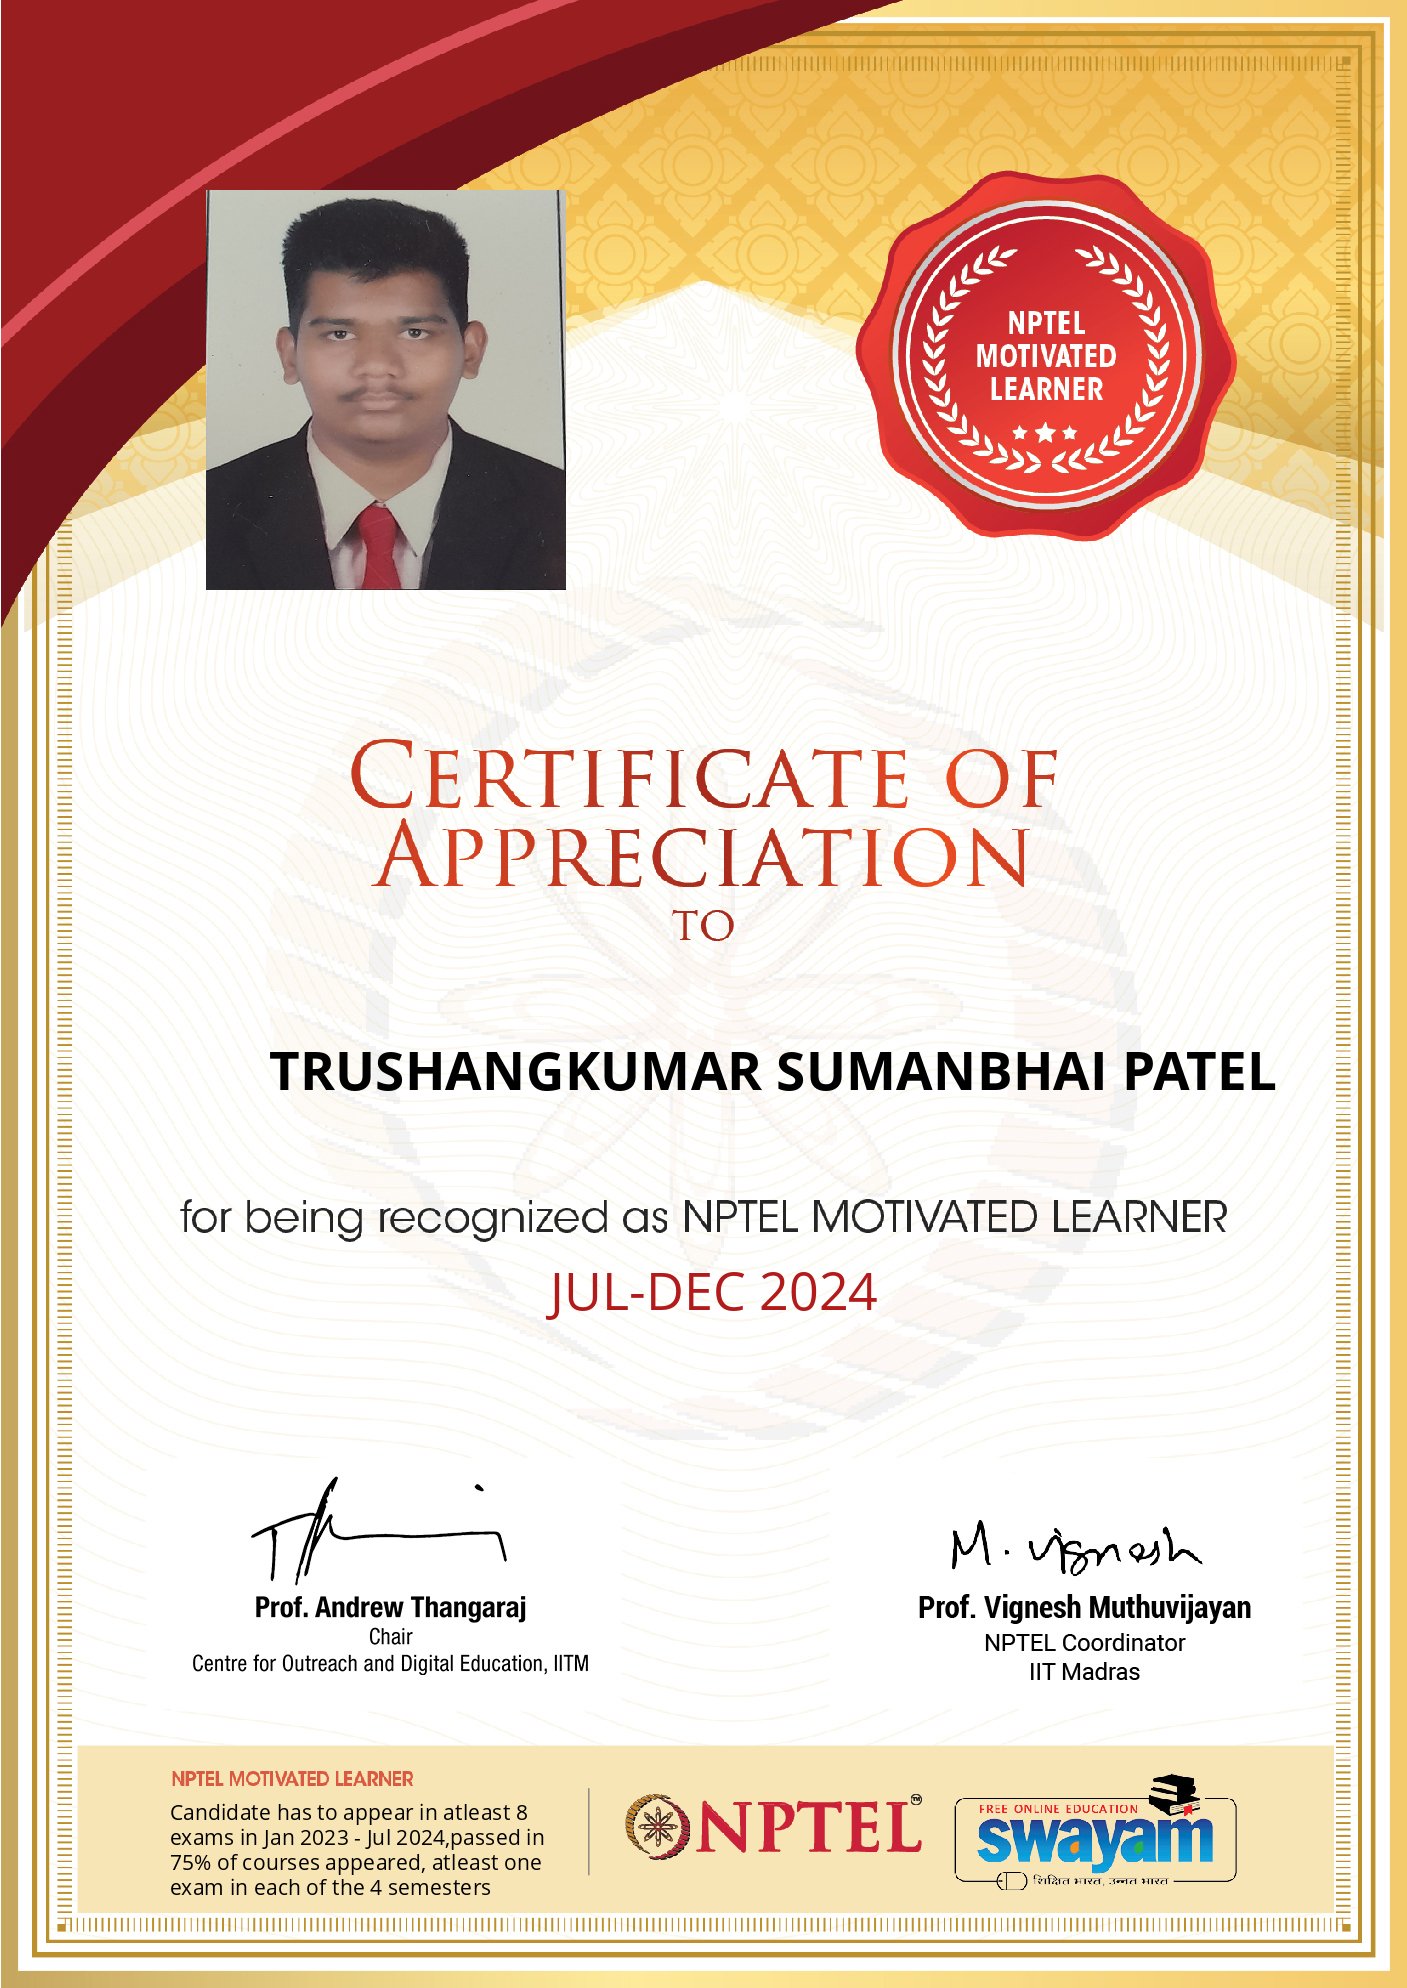 NPTEL
MOTIVATED
LEARNER
CERTIFICATE OF
APPRECIATION
TO
TRUSHANGKUMAR SUMANBHAI PATEL
for being recognized as NPTEL MOTIVATED LEARNER
JUL-DEC 2024
M. Vignesh
Prof. Andrew Thangaraj
Chair
Centre for Outreach and Digital Education, IITM
Prof. Vignesh Muthuvijayan
NPTEL Coordinator
IIT Madras
NPTEL MOTIVATED LEARNER
Candidate has to appear in atleast 8
exams in Jan 2023 - Jul 2024,passed in
75% of courses appeared, atleast one
exam in each of the 4 semesters
NPTEL™
FREE ONLINE EDUCATION
swayam
शिक्षित भारत, उन्नत भारत